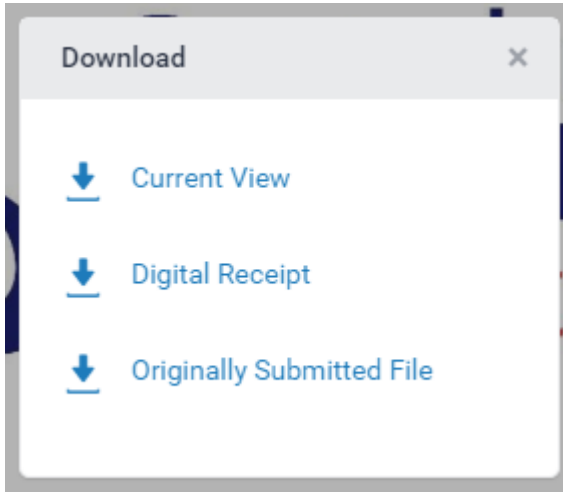 Download
Current View
Digital Receipt
Originally Submitted File